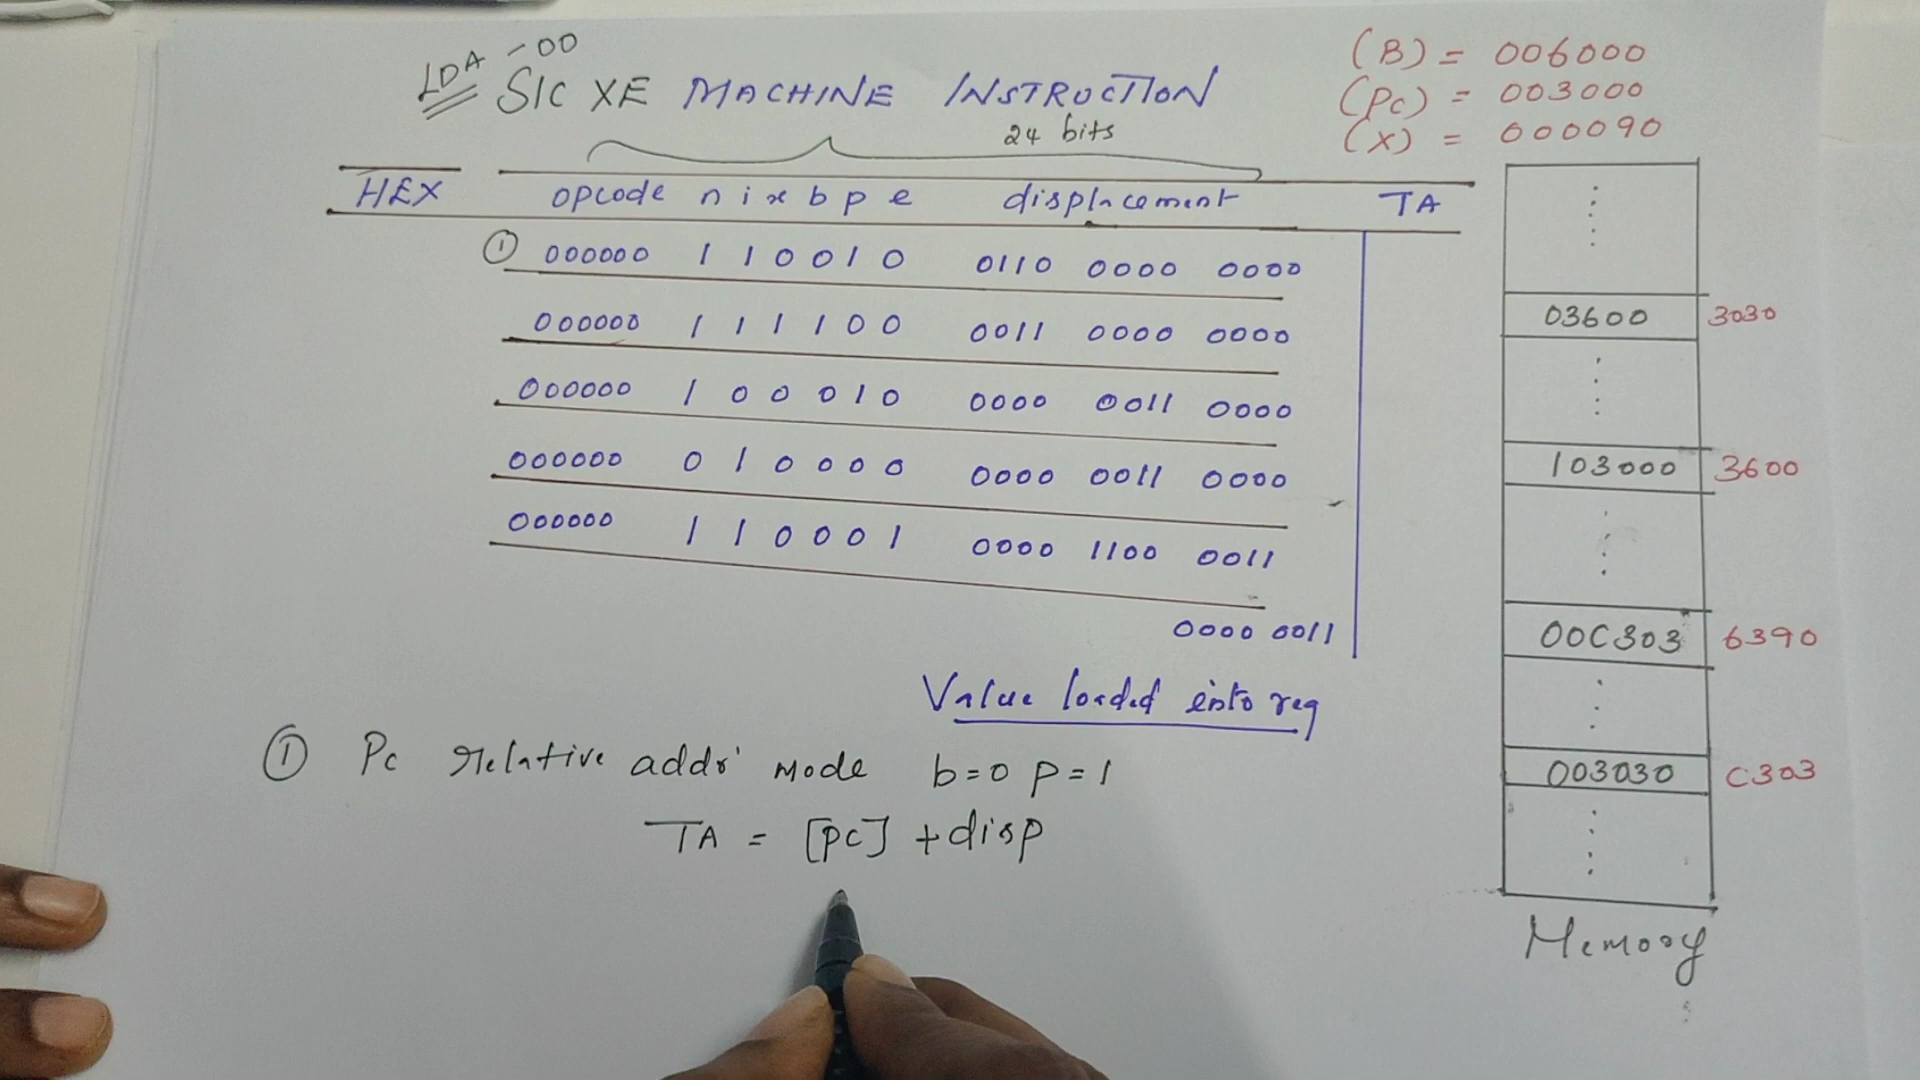 LDA - 00
SIC XE MACHINE INSTRUCTION
24 bits
(B) = 006000
(PC) = 003000
(X) = 000090
HEX opcode n i x b p e displacement TA
① 000000 1 1 0 0 1 0 0110 0000 0000
000000 1 1 1 1 0 0 0011 0000 0000
000000 1 0 0 0 1 0 0000 0011 0000
000000 0 1 0 0 0 0 0000 0011 0000
000000 1 1 0 0 0 1 0000 1100 0011
0000 0011
Value loaded into reg
① Pc relative addr' mode b=0 p=1
TA = [PC] + disp
03600 3030
103000 3600
00C303 6390
003030 C303
Memory